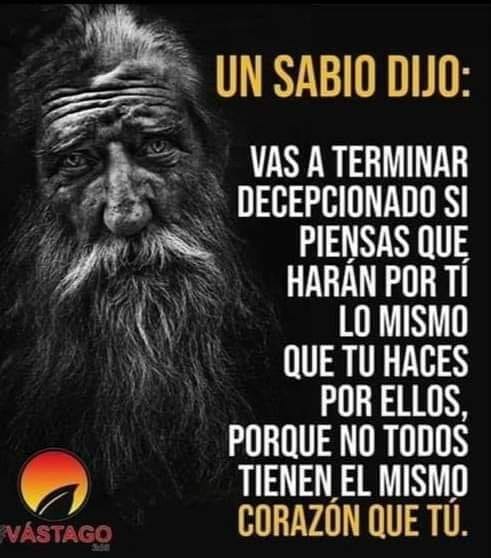 UN SABIO DIJO:
VAS A TERMINAR
DECEPCIONADO SI
PIENSAS QUE
HARÁN POR TÍ
LO MISMO
QUE TU HACES
POR ELLOS,
PORQUE NO TODOS
TIENEN EL MISMO
CORAZÓN QUE TÚ.
VÁSTAGO